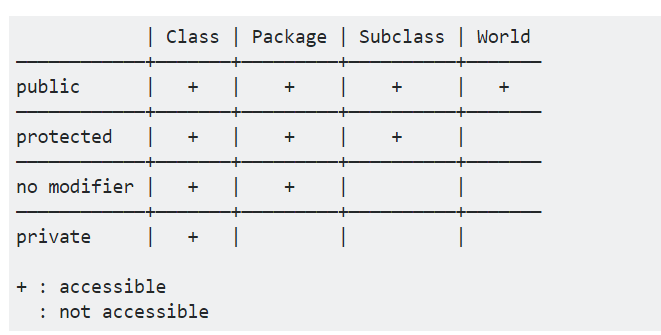 | Class | Package | Subclass | World
————————————+———————+—————————+——————————+———————
public      |   +   |    +    |    +     |   +
————————————+———————+—————————+——————————+———————
protected   |   +   |    +    |    +     |
————————————+———————+—————————+——————————+———————
no modifier |   +   |    +    |          |
————————————+———————+—————————+——————————+———————
private     |   +   |         |          |
+ : accessible
: not accessible